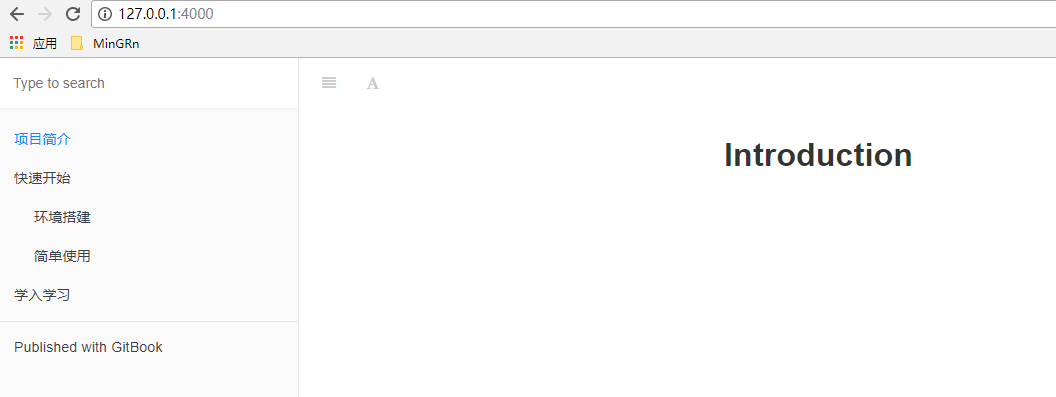 127.0.0.1:4000
应用 MinGRn
Type to search
A
项目简介
Introduction
快速开始
环境搭建
简单使用
学入学习
Published with GitBook